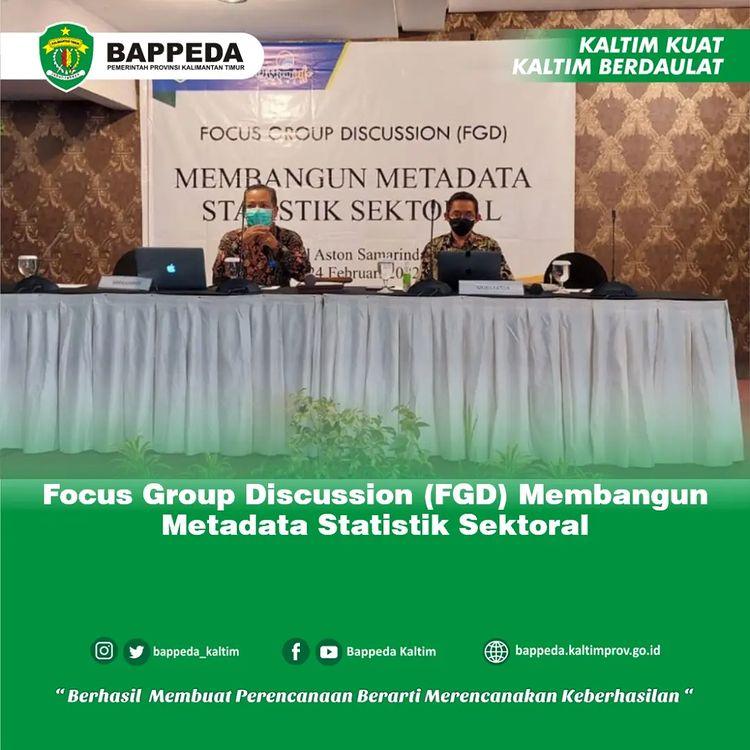 BAPPEDA
PEMERINTAH PROVINSI KALIMANTAN TIMUR
KALTIM KUAT
KALTIM BERDAULAT
FOCUS GROUP DISCUSSION (FGD)
MEMBANGUN METADATA
STATISTIK SEKTORAL
Aston Samarinda
24 Februari
Focus Group Discussion (FGD) Membangun
Metadata Statistik Sektoral
bappeda_kaltim
Bappeda Kaltim
bappeda.kaltimprov.go.id
“ Berhasil Membuat Perencanaan Berarti Merencanakan Keberhasilan “